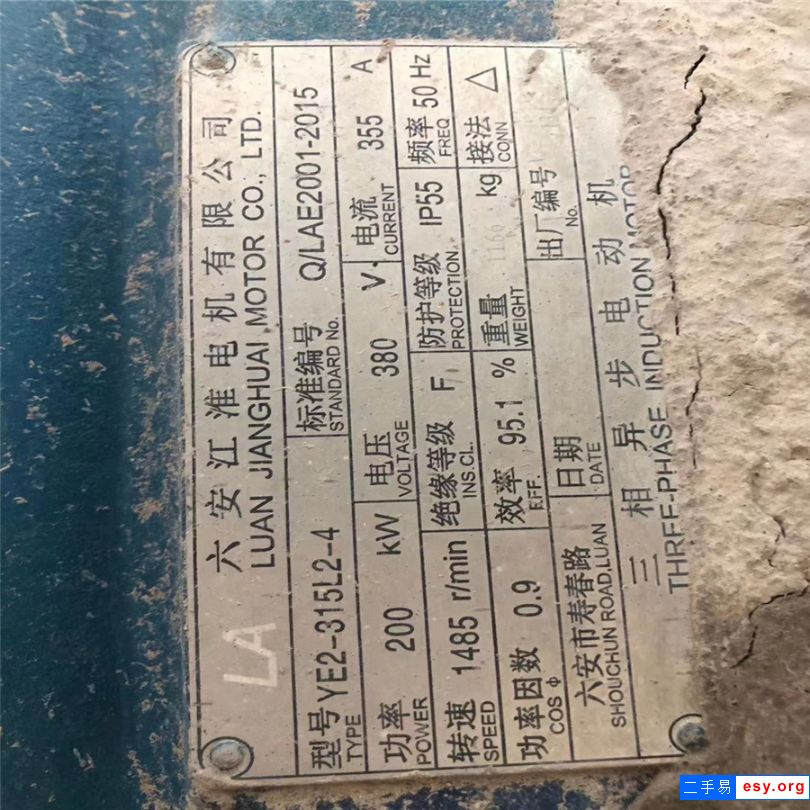 LA
六安江淮电机有限公司
LUAN JIANGHUAI MOTOR CO., LTD.
型号 YE2-315L2-4 标准编号 Q/LAE2001-2015
TYPE STANDARD No.
功率 200 kW 电压 380 V 电流 355 A
POWER VOLTAGE CURRENT
转速 1485 r/min 绝缘等级 F 防护等级 IP55 频率 50 Hz
SPEED INS.CL. PROTECTION FREQ
功率因数 0.9 效率 95.1 % 重量 kg 接法 △
COS φ EFF. WEIGHT CONN
六安市寿春路 日期 出厂编号
SHOUCHUN ROAD,LUAN DATE No.
三相异步电动机
THREE-PHASE INDUCTION MOTOR
二手易 esy.org